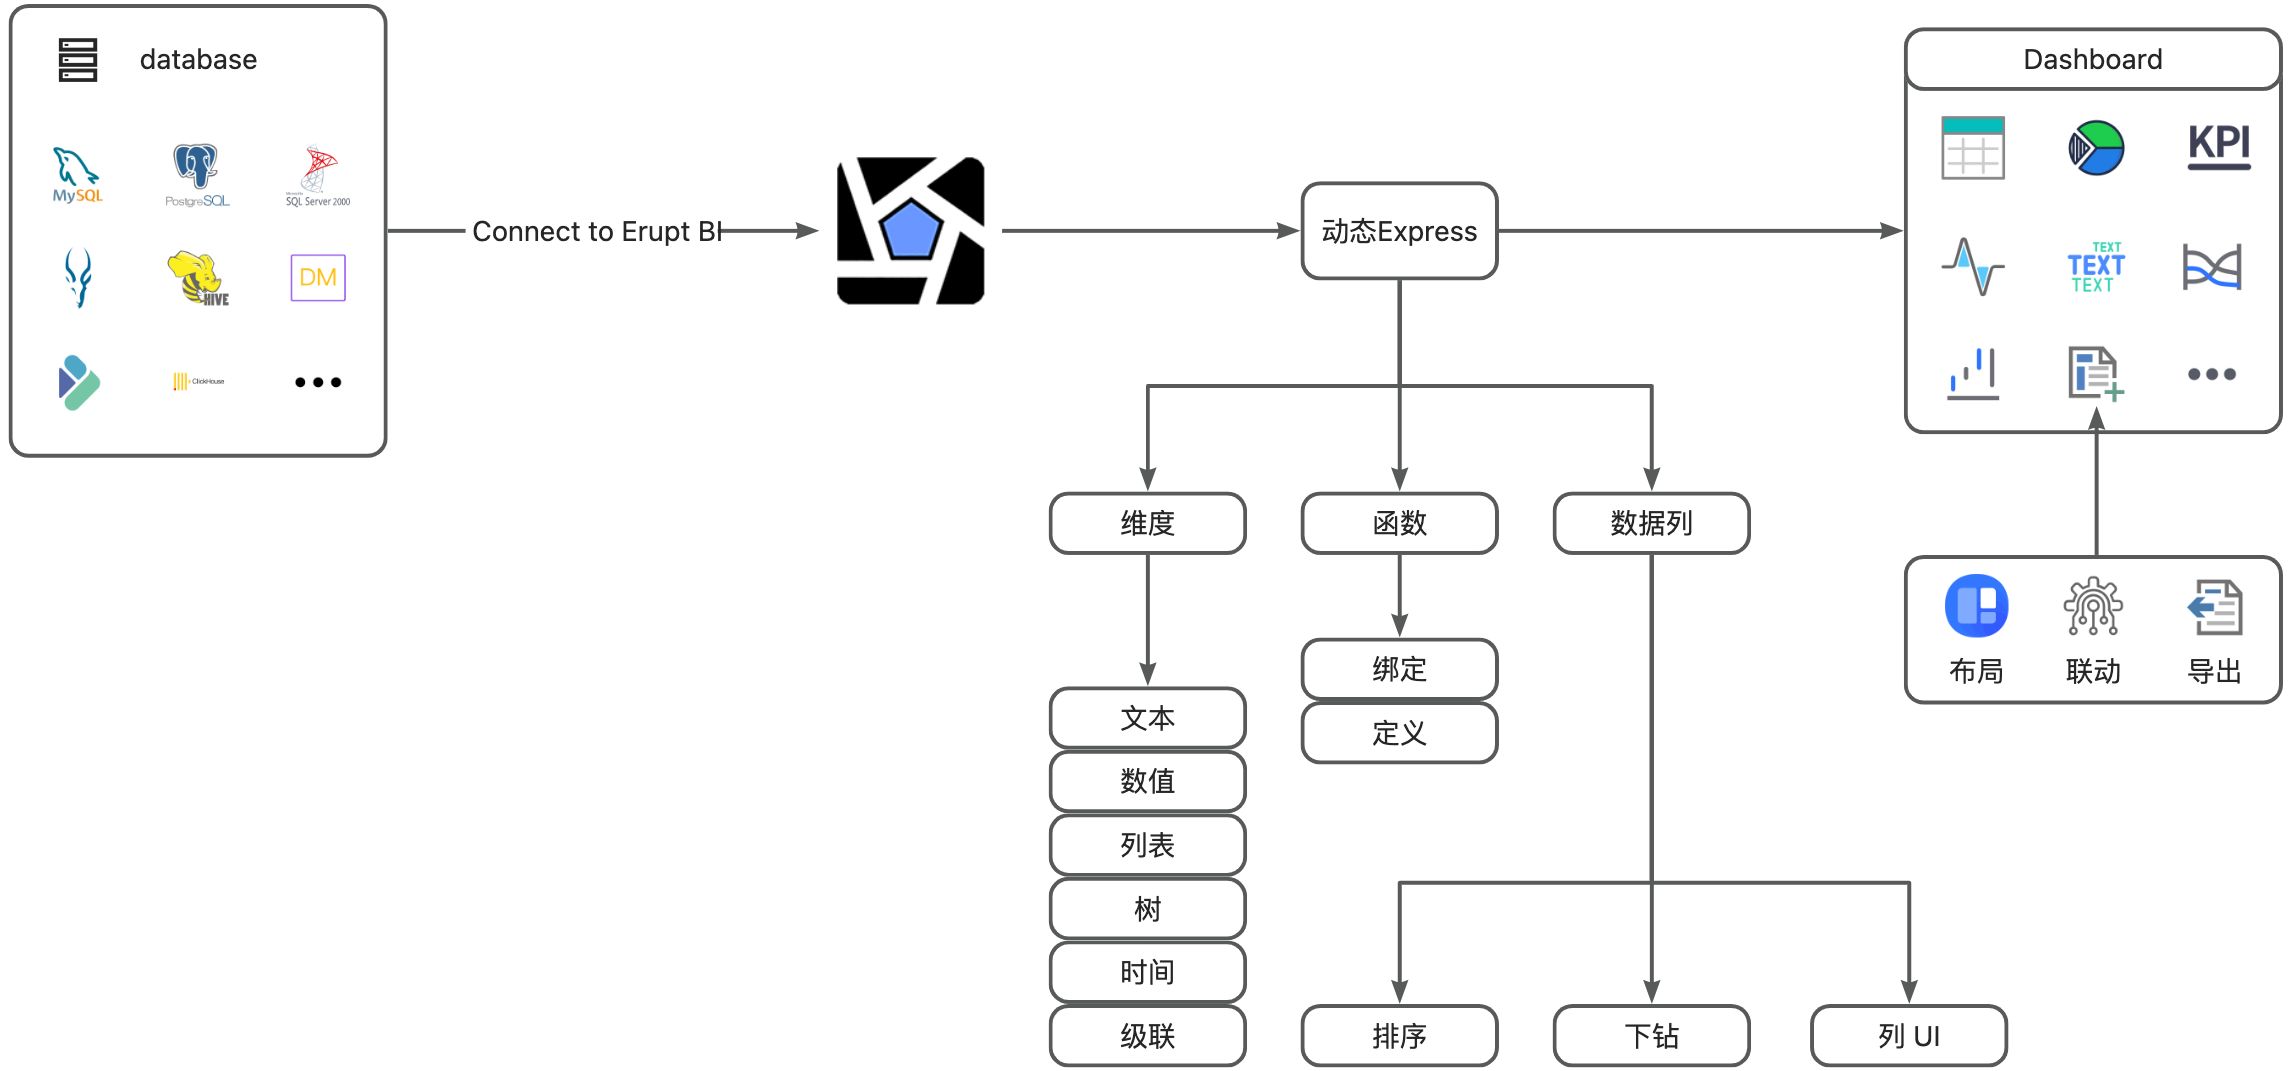 database
MySQL
PostgreSQL
Microsoft
SQL Server 2000
HIVE
DM
ClickHouse
Connect to Erupt BI
动态Express
维度
函数
数据列
文本
数值
列表
树
时间
级联
绑定
定义
排序
下钻
列 UI
Dashboard
KPI
TEXT
TEXT
TEXT
布局
联动
导出